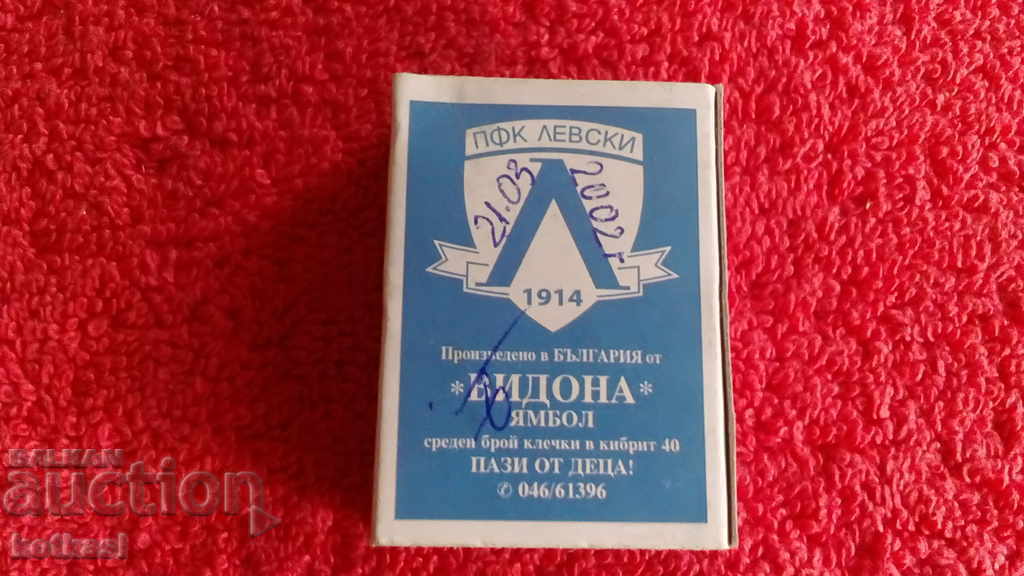 ПФК ЛЕВСКИ
21.03 2002г
1914
Произведено в БЪЛГАРИЯ от
*ВИДОНА*
ЯМБОЛ
среден брой клечки в кибрит 40
ПАЗИ ОТ ДЕЦА!
✆ 046/61396
BALKAN
auction
kotkasl